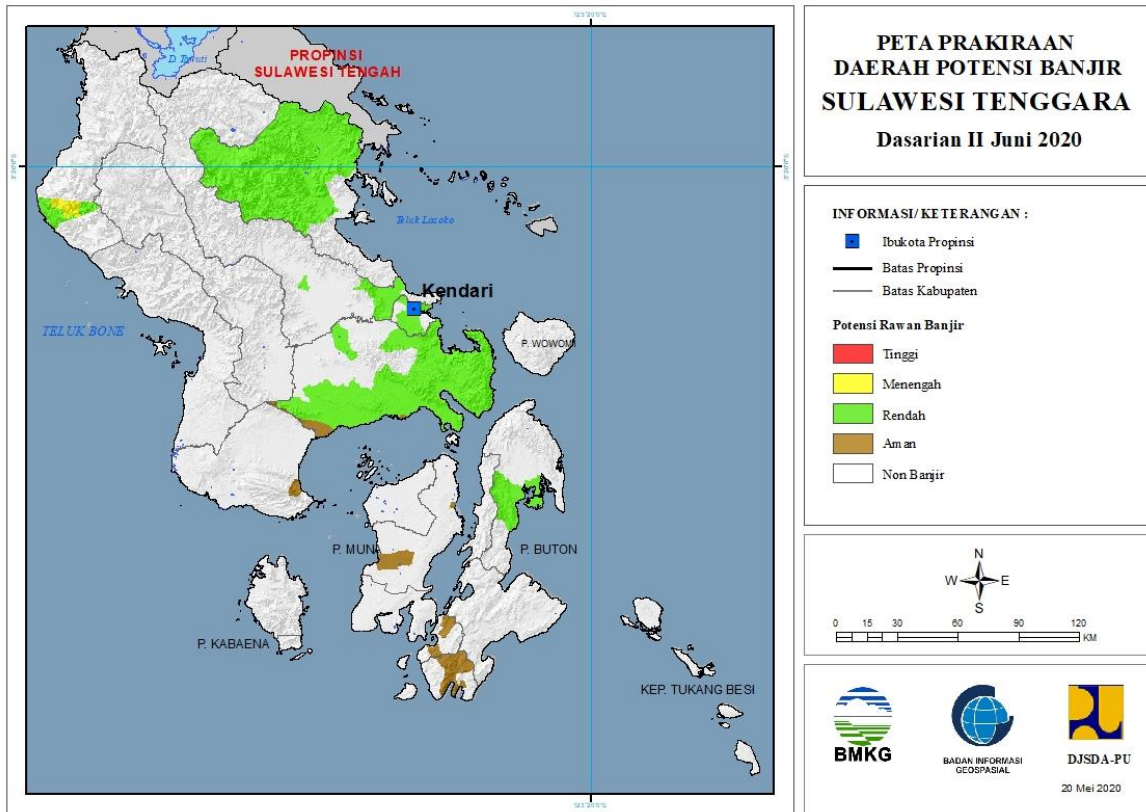 PETA PRAKIRAAN
DAERAH POTENSI BANJIR
SULAWESI TENGGARA
Dasarian II Juni 2020
INFORMASI/ KETERANGAN :
Ibukota Propinsi
Batas Propinsi
Batas Kabupaten
Potensi Rawan Banjir
Tinggi
Menengah
Rendah
Aman
Non Banjir
N
W E
S
0 15 30 60 90 120
KM
BMKG
BADAN INFORMASI
GEOSPASIAL
DJSDA-PU
20 Mei 2020
PROPINSI
SULAWESI TENGAH
Teluk Lasolo
Kendari
TELUK BONE
P. WOWONI
P. MUNA
P. BUTON
P. KABAENA
KEP. TUKANG BESI